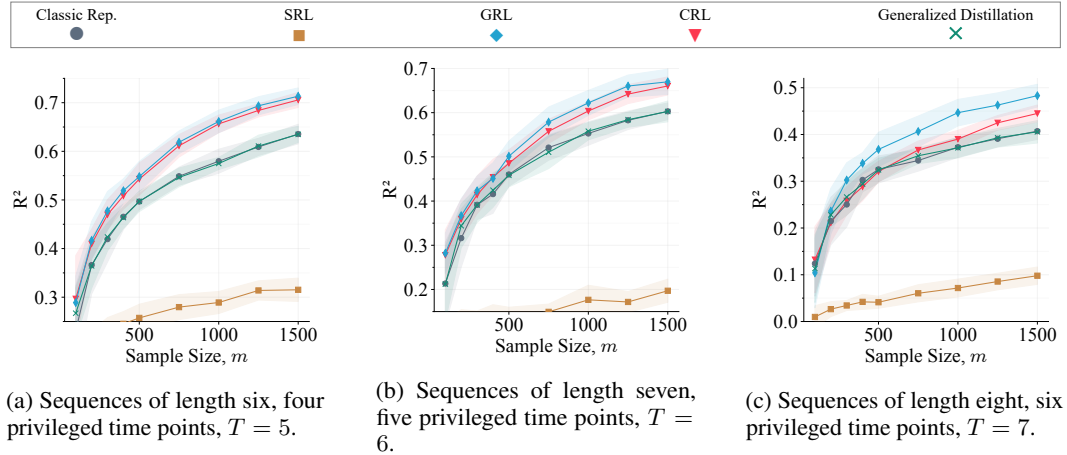 Classic Rep. SRL GRL CRL Generalized Distillation
R²
0.7
0.6
0.5
0.4
0.3
500 1000 1500
Sample Size, m
(a) Sequences of length six, four
privileged time points, T = 5.
R²
0.7
0.6
0.5
0.4
0.3
0.2
500 1000 1500
Sample Size, m
(b) Sequences of length seven,
five privileged time points, T =
6.
R²
0.5
0.4
0.3
0.2
0.1
0.0
500 1000 1500
Sample Size, m
(c) Sequences of length eight, six
privileged time points, T = 7.